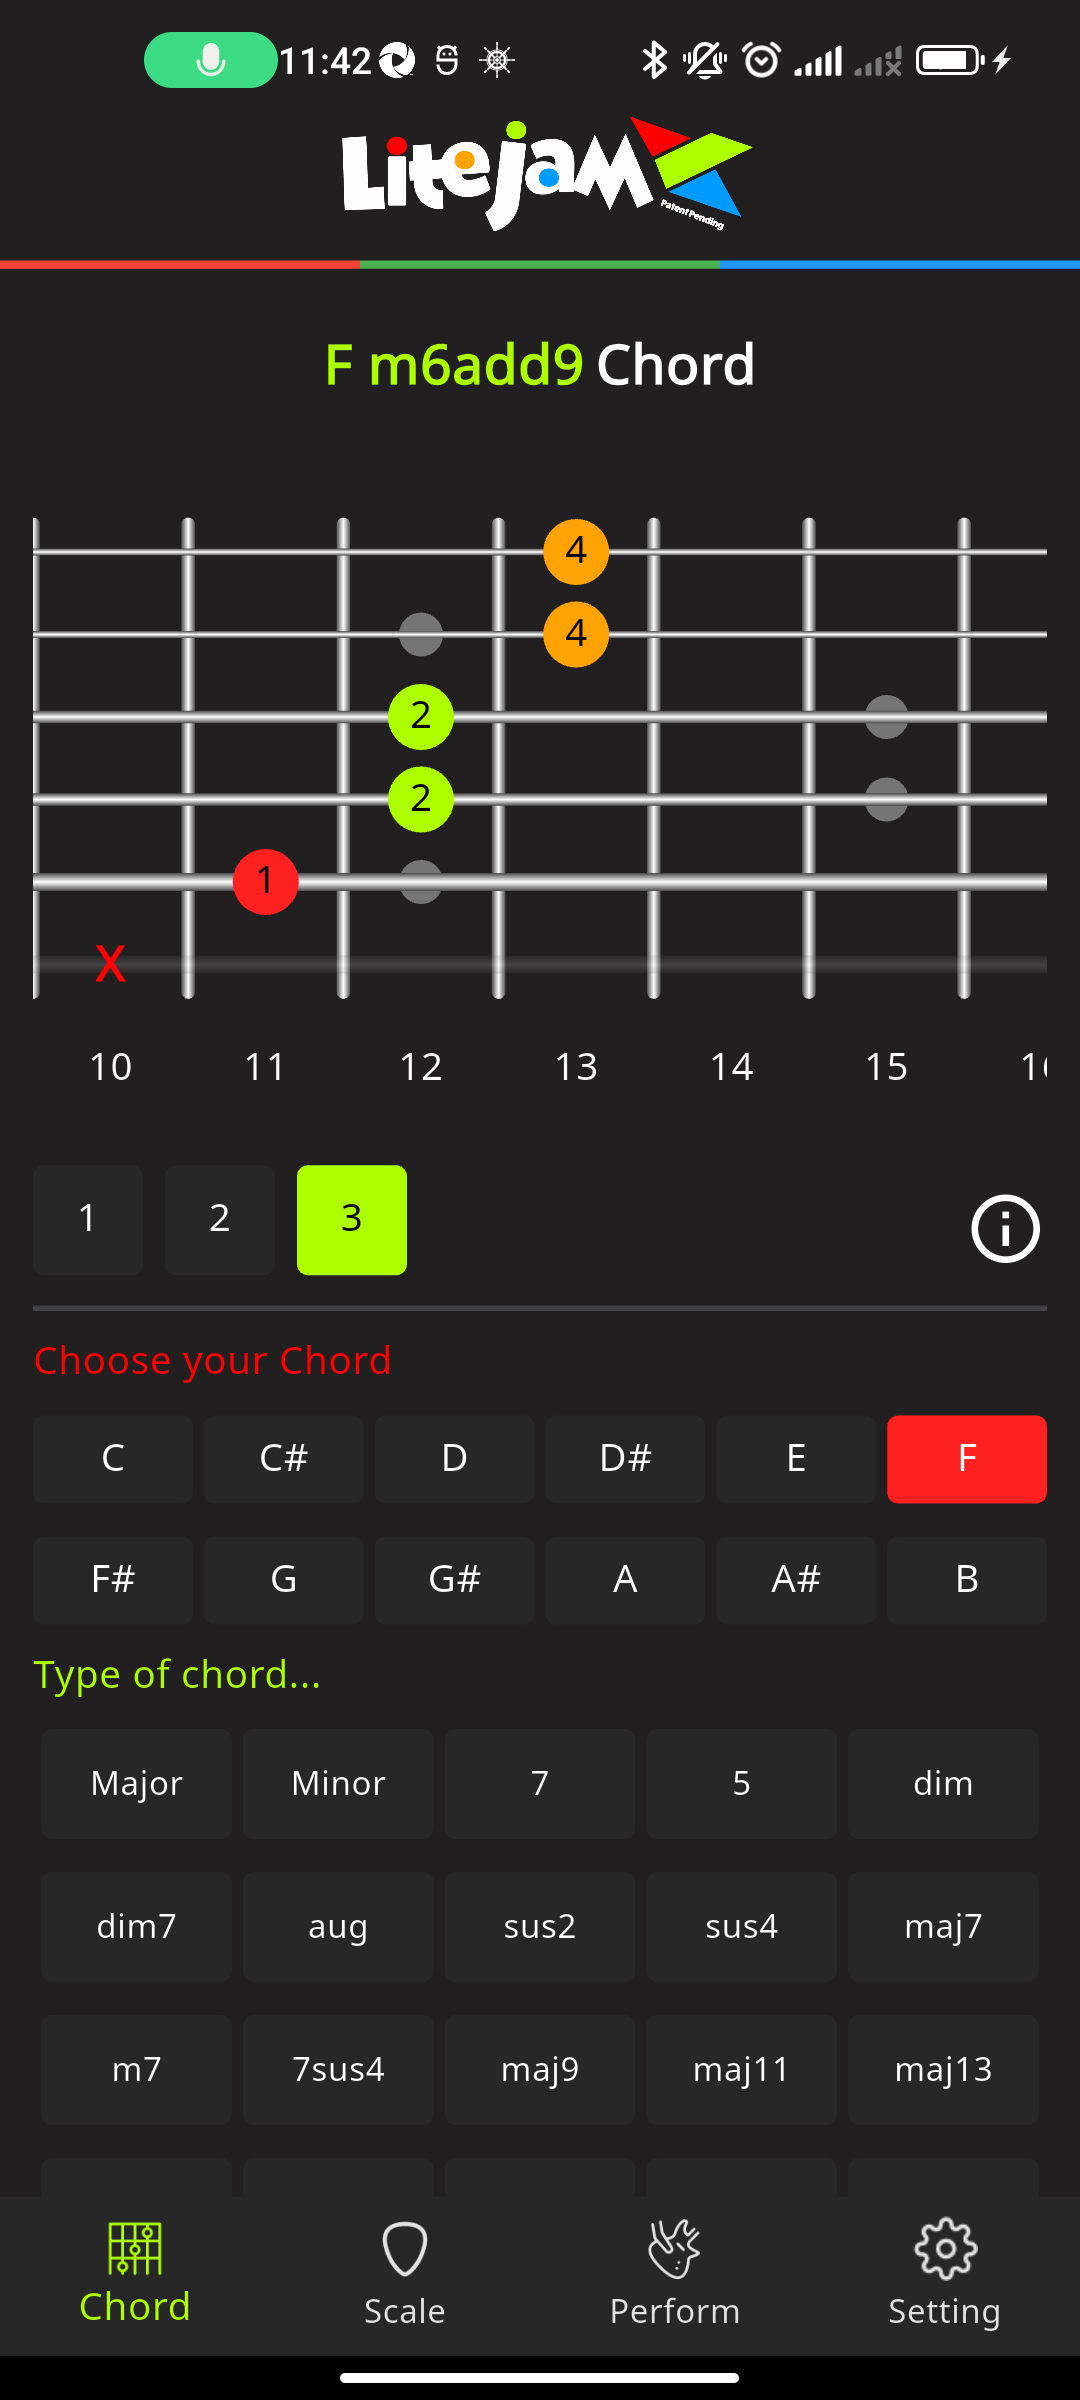 11:42
Litejam
Patent Pending
F m6add9 Chord
4
4
2
2
1
X
10 11 12 13 14 15
1 2 3
Choose your Chord
C C# D D# E F
F# G G# A A# B
Type of chord...
Major Minor 7 5 dim
dim7 aug sus2 sus4 maj7
m7 7sus4 maj9 maj11 maj13
Chord Scale Perform Setting